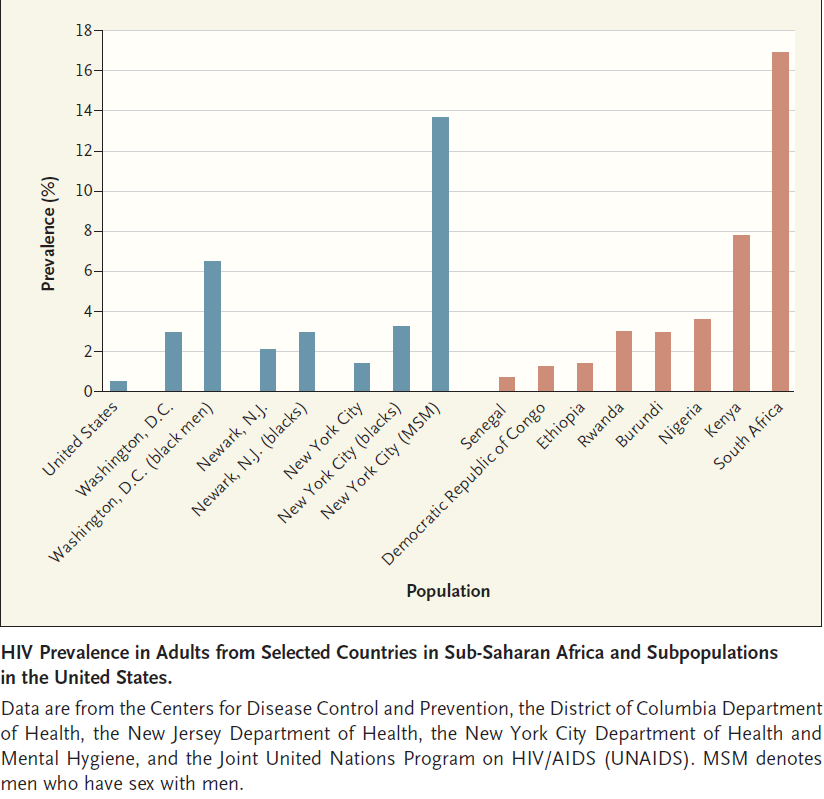 18
16
14
12
10
8
6
4
2
0
Prevalence (%)
United States
Washington, D.C.
Washington, D.C. (black men)
Newark, N.J.
Newark, N.J. (blacks)
New York City
New York City (blacks)
New York City (MSM)
Senegal
Democratic Republic of Congo
Ethiopia
Rwanda
Burundi
Nigeria
Kenya
South Africa
Population
HIV Prevalence in Adults from Selected Countries in Sub-Saharan Africa and Subpopulations
in the United States.
Data are from the Centers for Disease Control and Prevention, the District of Columbia Department
of Health, the New Jersey Department of Health, the New York City Department of Health and
Mental Hygiene, and the Joint United Nations Program on HIV/AIDS (UNAIDS). MSM denotes
men who have sex with men.